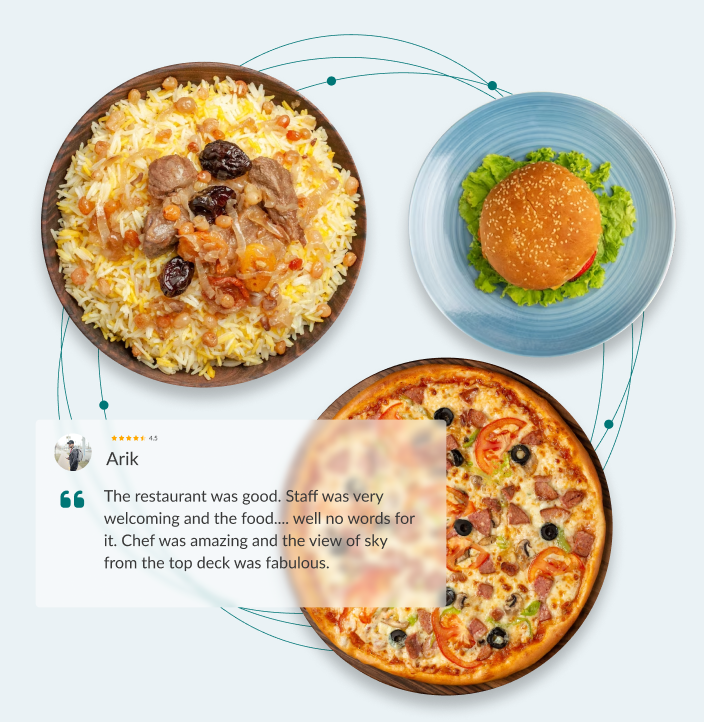 4.5
Arik
“
The restaurant was good. Staff was very
welcoming and the food.... well no words for
it. Chef was amazing and the view of sky
from the top deck was fabulous.